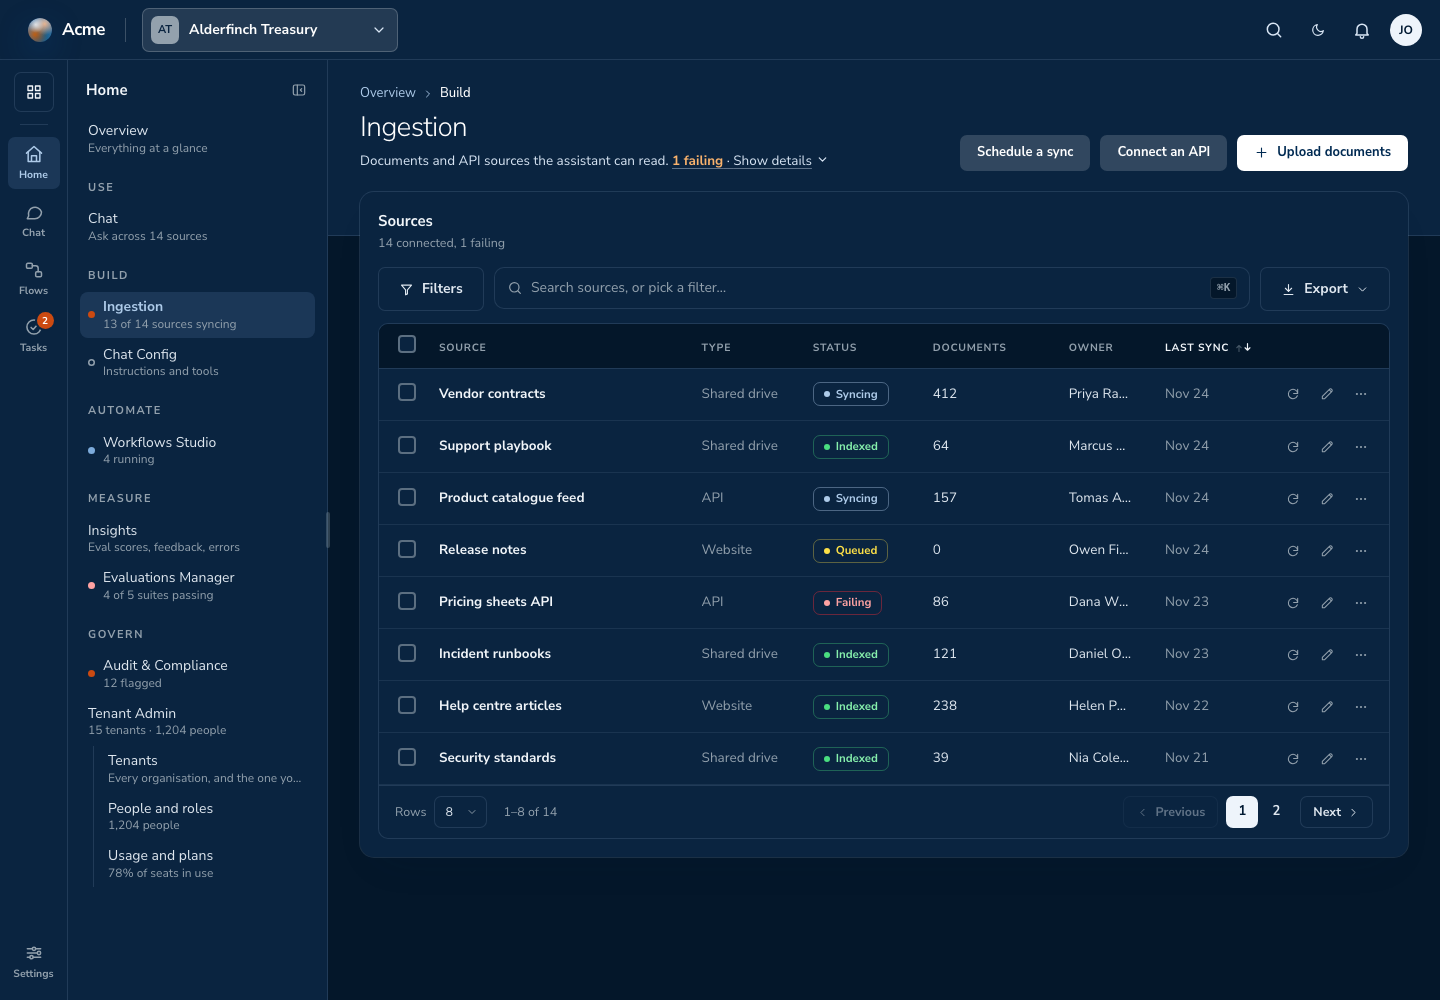 Acme
AT Alderfinch Treasury
JO
Home
Chat
Flows
2
Tasks
Settings
Home
Overview
Everything at a glance
USE
Chat
Ask across 14 sources
BUILD
Ingestion
13 of 14 sources syncing
Chat Config
Instructions and tools
AUTOMATE
Workflows Studio
4 running
MEASURE
Insights
Eval scores, feedback, errors
Evaluations Manager
4 of 5 suites passing
GOVERN
Audit & Compliance
12 flagged
Tenant Admin
15 tenants · 1,204 people
Tenants
Every organisation, and the one yo...
People and roles
1,204 people
Usage and plans
78% of seats in use
Overview > Build
Ingestion
Documents and API sources the assistant can read. 1 failing · Show details
Schedule a sync Connect an API + Upload documents
Sources
14 connected, 1 failing
Filters Search sources, or pick a filter... ⌘K Export
SOURCE TYPE STATUS DOCUMENTS OWNER LAST SYNC ↑↓
Vendor contracts Shared drive Syncing 412 Priya Ra... Nov 24
Support playbook Shared drive Indexed 64 Marcus ... Nov 24
Product catalogue feed API Syncing 157 Tomas A... Nov 24
Release notes Website Queued 0 Owen Fi... Nov 24
Pricing sheets API API Failing 86 Dana W... Nov 23
Incident runbooks Shared drive Indexed 121 Daniel O... Nov 23
Help centre articles Website Indexed 238 Helen P... Nov 22
Security standards Shared drive Indexed 39 Nia Cole... Nov 21
Rows 8 1–8 of 14 Previous 1 2 Next